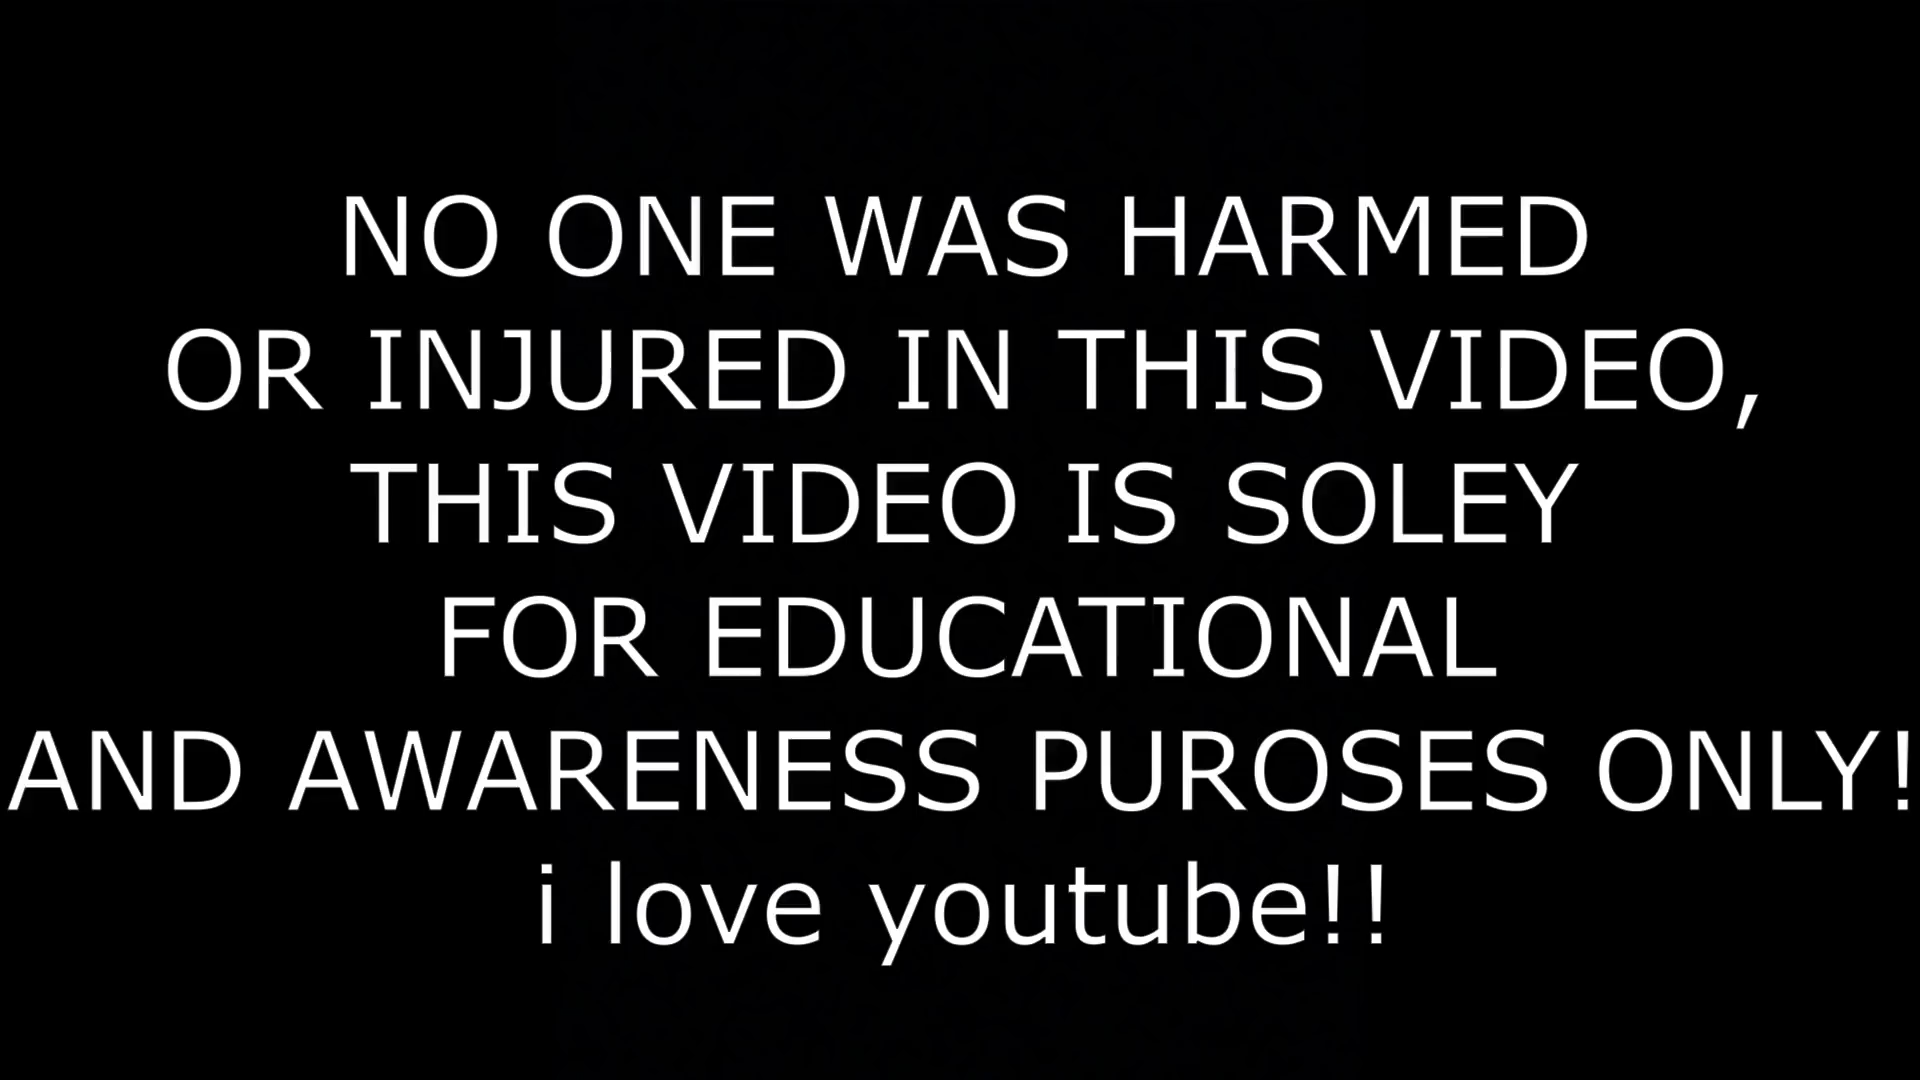 NO ONE WAS HARMED
OR INJURED IN THIS VIDEO,
THIS VIDEO IS SOLEY
FOR EDUCATIONAL
AND AWARENESS PUROSES ONLY!
i love youtube!!